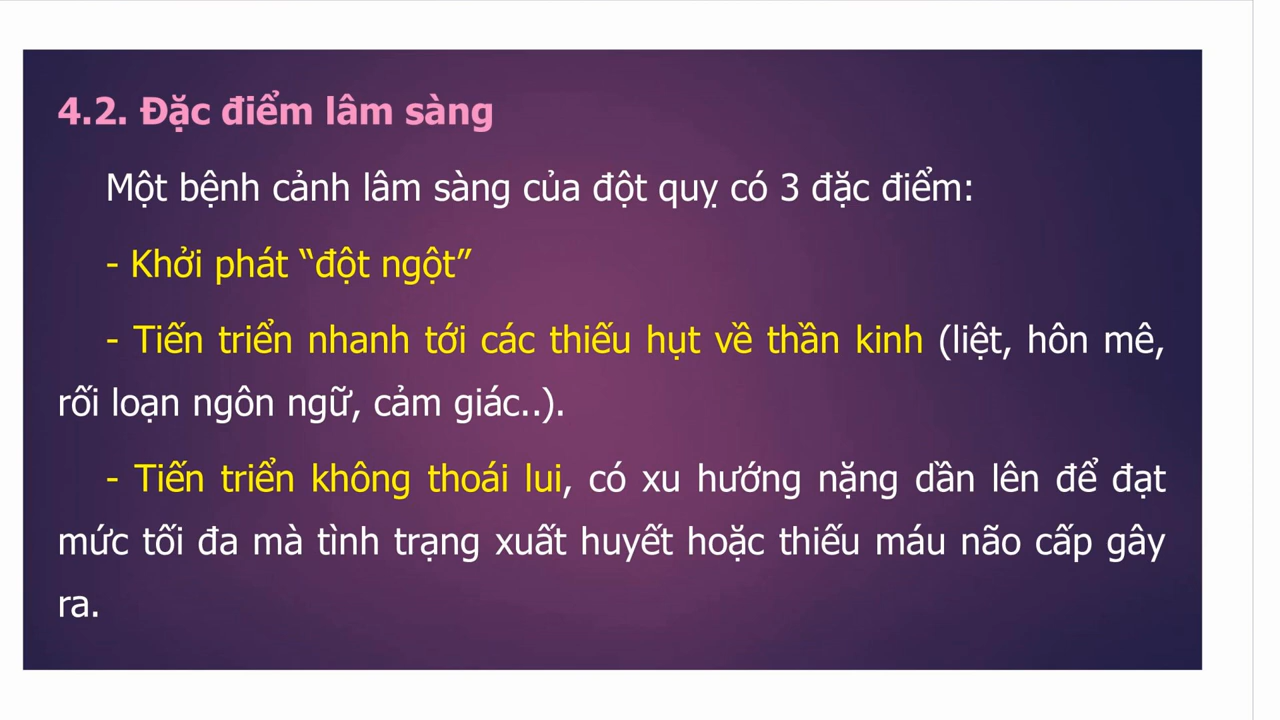 4.2. Đặc điểm lâm sàng
Một bệnh cảnh lâm sàng của đột quỵ có 3 đặc điểm:
- Khởi phát “đột ngột”
- Tiến triển nhanh tới các thiếu hụt về thần kinh (liệt, hôn mê,
rối loạn ngôn ngữ, cảm giác..).
- Tiến triển không thoái lui, có xu hướng nặng dần lên để đạt
mức tối đa mà tình trạng xuất huyết hoặc thiếu máu não cấp gây
ra.